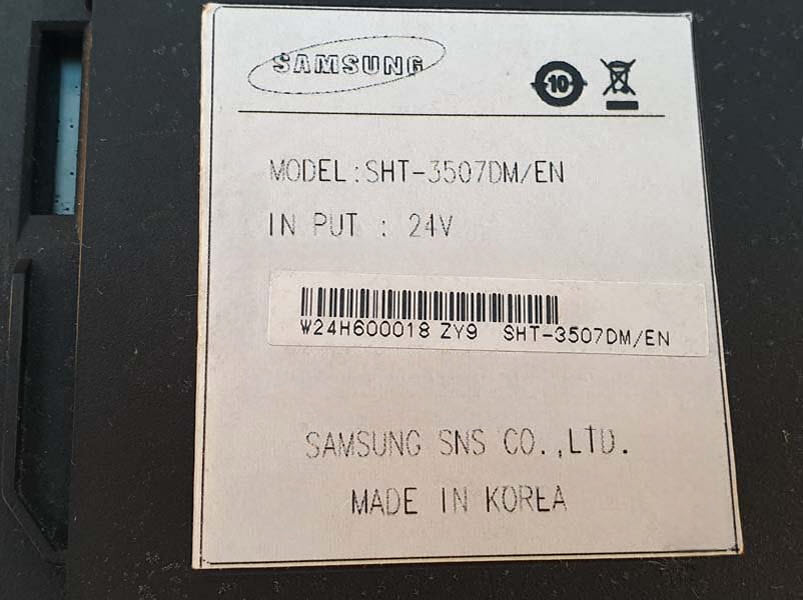 SAMSUNG
10
MODEL:SHT-3507DM/EN
IN PUT : 24V
W24H600018 ZY9 SHT-3507DM/EN
SAMSUNG SNS CO.,LTD.
MADE IN KOREA